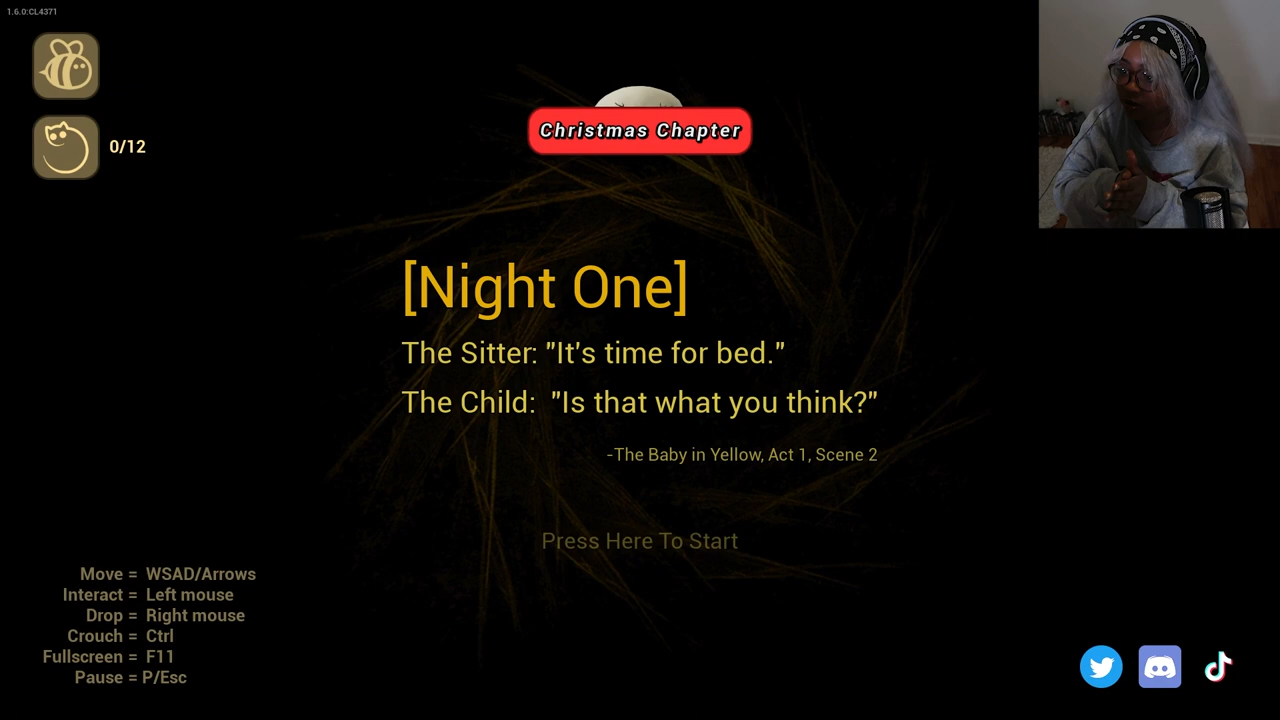 1.6.0:CL4371
0/12
Christmas Chapter
[Night One]
The Sitter: "It's time for bed."
The Child: "Is that what you think?"
-The Baby in Yellow, Act 1, Scene 2
Press Here To Start
Move = WSAD/Arrows
Interact = Left mouse
Drop = Right mouse
Crouch = Ctrl
Fullscreen = F11
Pause = P/Esc